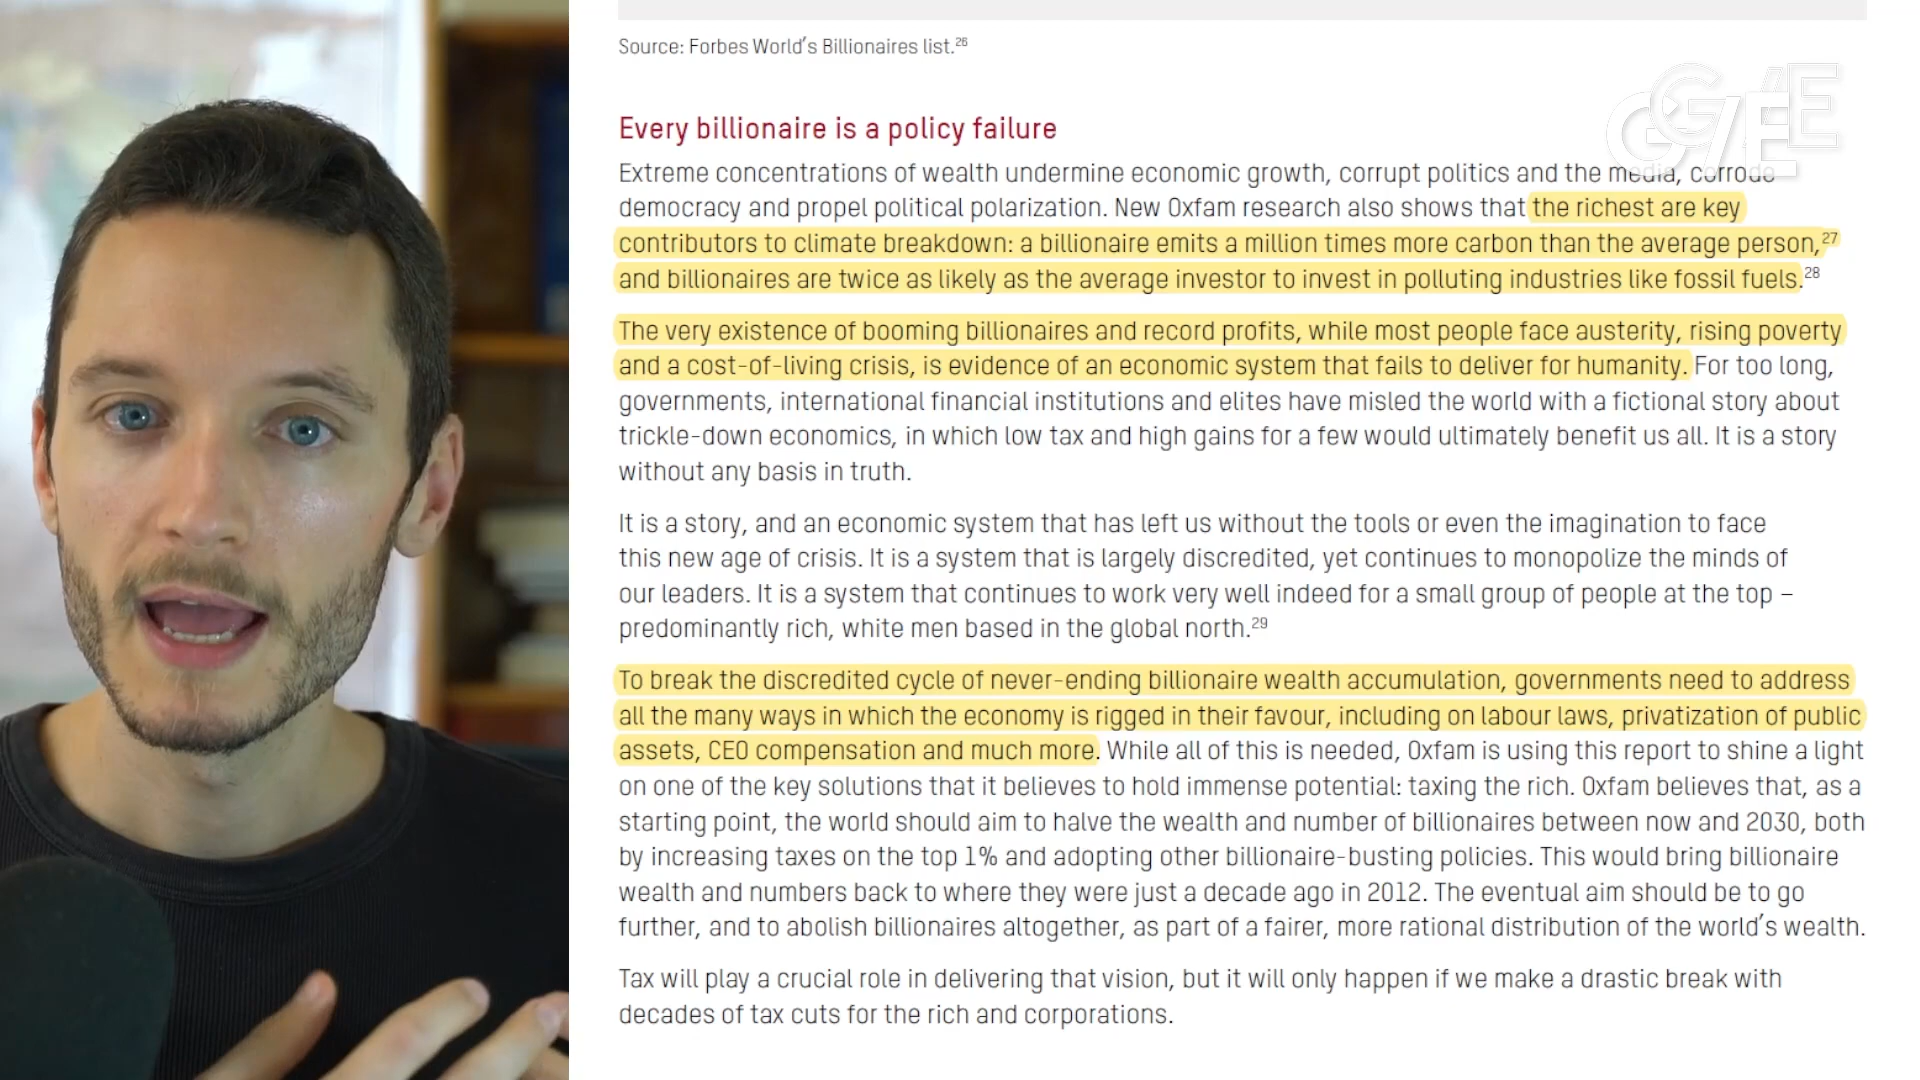 Source: Forbes World's Billionaires list.26
Every billionaire is a policy failure
Extreme concentrations of wealth undermine economic growth, corrupt politics and the media, corrode
democracy and propel political polarization. New Oxfam research also shows that the richest are key
contributors to climate breakdown: a billionaire emits a million times more carbon than the average person,27
and billionaires are twice as likely as the average investor to invest in polluting industries like fossil fuels.28
The very existence of booming billionaires and record profits, while most people face austerity, rising poverty
and a cost-of-living crisis, is evidence of an economic system that fails to deliver for humanity. For too long,
governments, international financial institutions and elites have misled the world with a fictional story about
trickle-down economics, in which low tax and high gains for a few would ultimately benefit us all. It is a story
without any basis in truth.
It is a story, and an economic system that has left us without the tools or even the imagination to face
this new age of crisis. It is a system that is largely discredited, yet continues to monopolize the minds of
our leaders. It is a system that continues to work very well indeed for a small group of people at the top –
predominantly rich, white men based in the global north.29
To break the discredited cycle of never-ending billionaire wealth accumulation, governments need to address
all the many ways in which the economy is rigged in their favour, including on labour laws, privatization of public
assets, CEO compensation and much more. While all of this is needed, Oxfam is using this report to shine a light
on one of the key solutions that it believes to hold immense potential: taxing the rich. Oxfam believes that, as a
starting point, the world should aim to halve the wealth and number of billionaires between now and 2030, both
by increasing taxes on the top 1% and adopting other billionaire-busting policies. This would bring billionaire
wealth and numbers back to where they were just a decade ago in 2012. The eventual aim should be to go
further, and to abolish billionaires altogether, as part of a fairer, more rational distribution of the world's wealth.
Tax will play a crucial role in delivering that vision, but it will only happen if we make a drastic break with
decades of tax cuts for the rich and corporations.